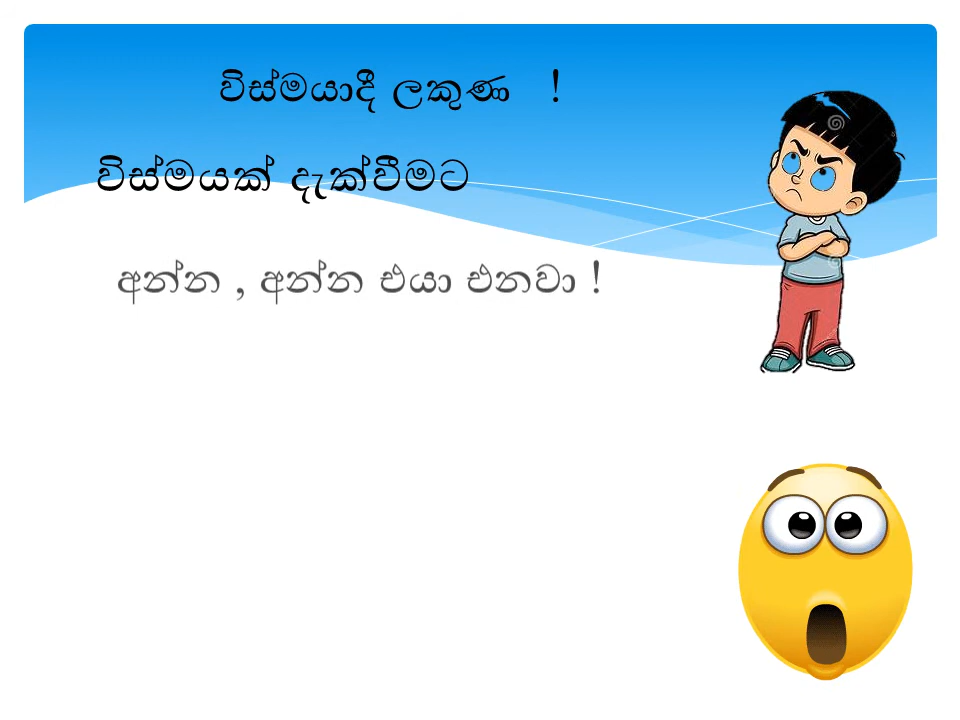 විස්මයාදී ලකුණ !
විස්මයක් දැක්වීමට
අන්න , අන්න එයා එනවා !